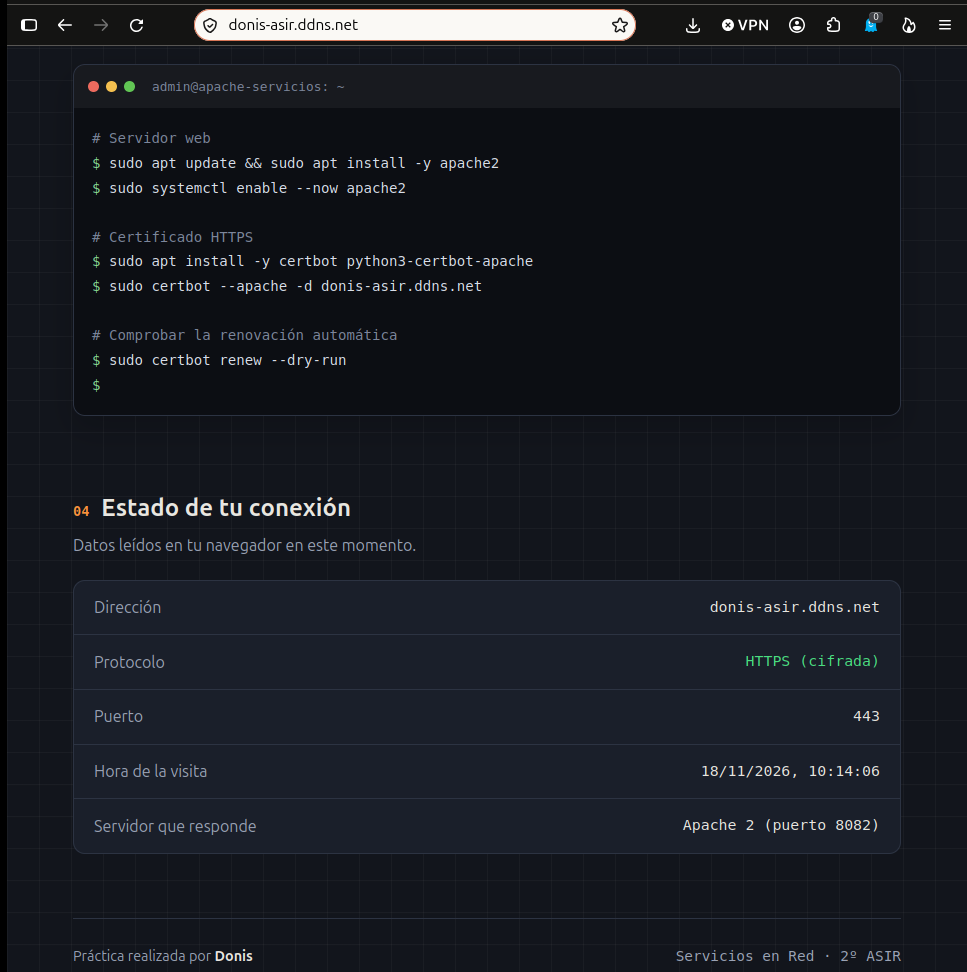 donis-asir.ddns.net
VPN
0
admin@apache-servicios: ~
# Servidor web
$ sudo apt update && sudo apt install -y apache2
$ sudo systemctl enable --now apache2
# Certificado HTTPS
$ sudo apt install -y certbot python3-certbot-apache
$ sudo certbot --apache -d donis-asir.ddns.net
# Comprobar la renovación automática
$ sudo certbot renew --dry-run
$
04 Estado de tu conexión
Datos leídos en tu navegador en este momento.
Dirección donis-asir.ddns.net
Protocolo HTTPS (cifrada)
Puerto 443
Hora de la visita 18/11/2026, 10:14:06
Servidor que responde Apache 2 (puerto 8082)
Práctica realizada por Donis Servicios en Red · 2º ASIR